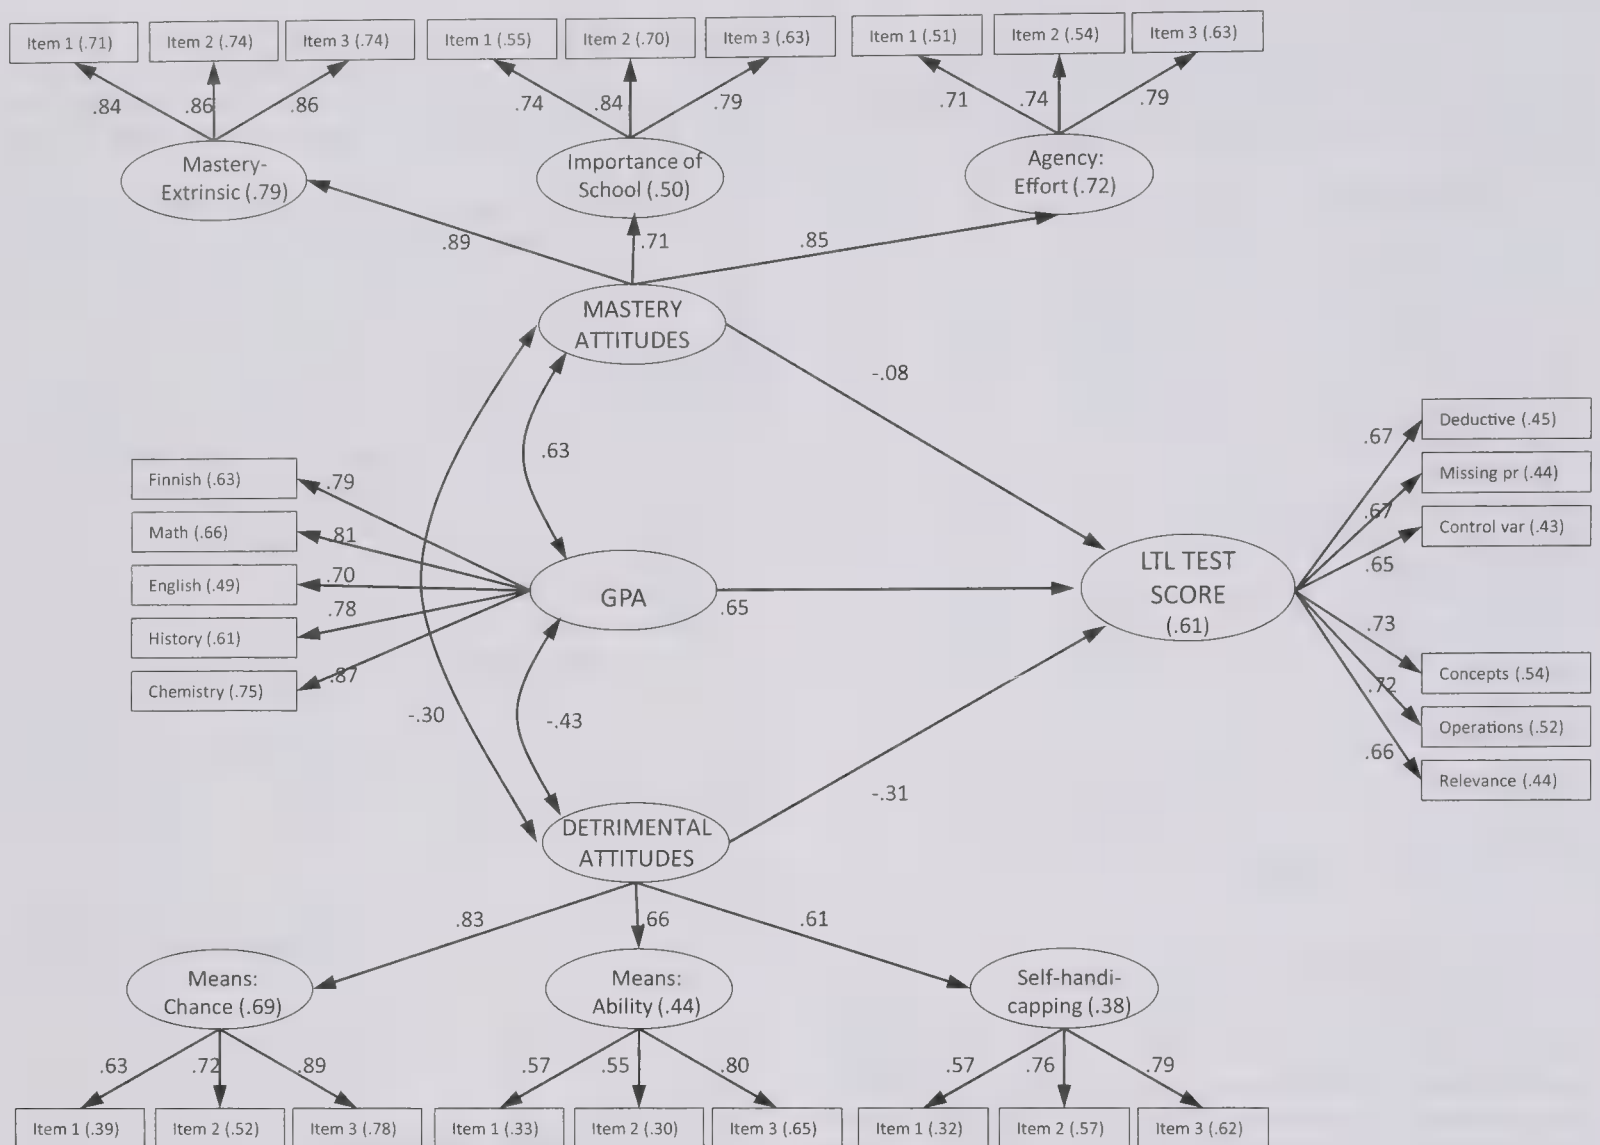 Item 1 (.71)
Item 2 (.74)
Item 3 (.74)
Item 1 (.55)
Item 2 (.70)
Item 3 (.63)
Item 1 (.51)
Item 2 (.54)
Item 3 (.63)
.84
.86
.86
.74
.84
.79
.71
.74
.79
Mastery-
Extrinsic (.79)
Importance of
School (.50)
Agency:
Effort (.72)
.89
.71
.85
MASTERY
ATTITUDES
-.08
.63
Finnish (.63)
Math (.66)
English (.49)
History (.61)
Chemistry (.75)
.79
.81
.70
.78
.87
GPA
.65
LTL TEST
SCORE
(.61)
.67
.67
.65
.73
.72
.66
Deductive (.45)
Missing pr (.44)
Control var (.43)
Concepts (.54)
Operations (.52)
Relevance (.44)
-.30
-.43
-.31
DETRIMENTAL
ATTITUDES
.83
.66
.61
Means:
Chance (.69)
Means:
Ability (.44)
Self-handi-
capping (.38)
.63
.72
.89
.57
.55
.80
.57
.76
.79
Item 1 (.39)
Item 2 (.52)
Item 3 (.78)
Item 1 (.33)
Item 2 (.30)
Item 3 (.65)
Item 1 (.32)
Item 2 (.57)
Item 3 (.62)